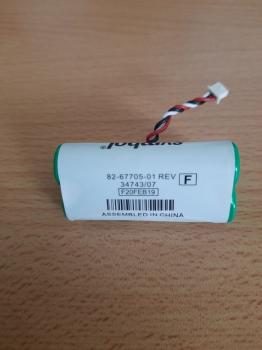 symbol
82-67705-01 REV F
34743/07
F20FEB19
ASSEMBLED IN CHINA